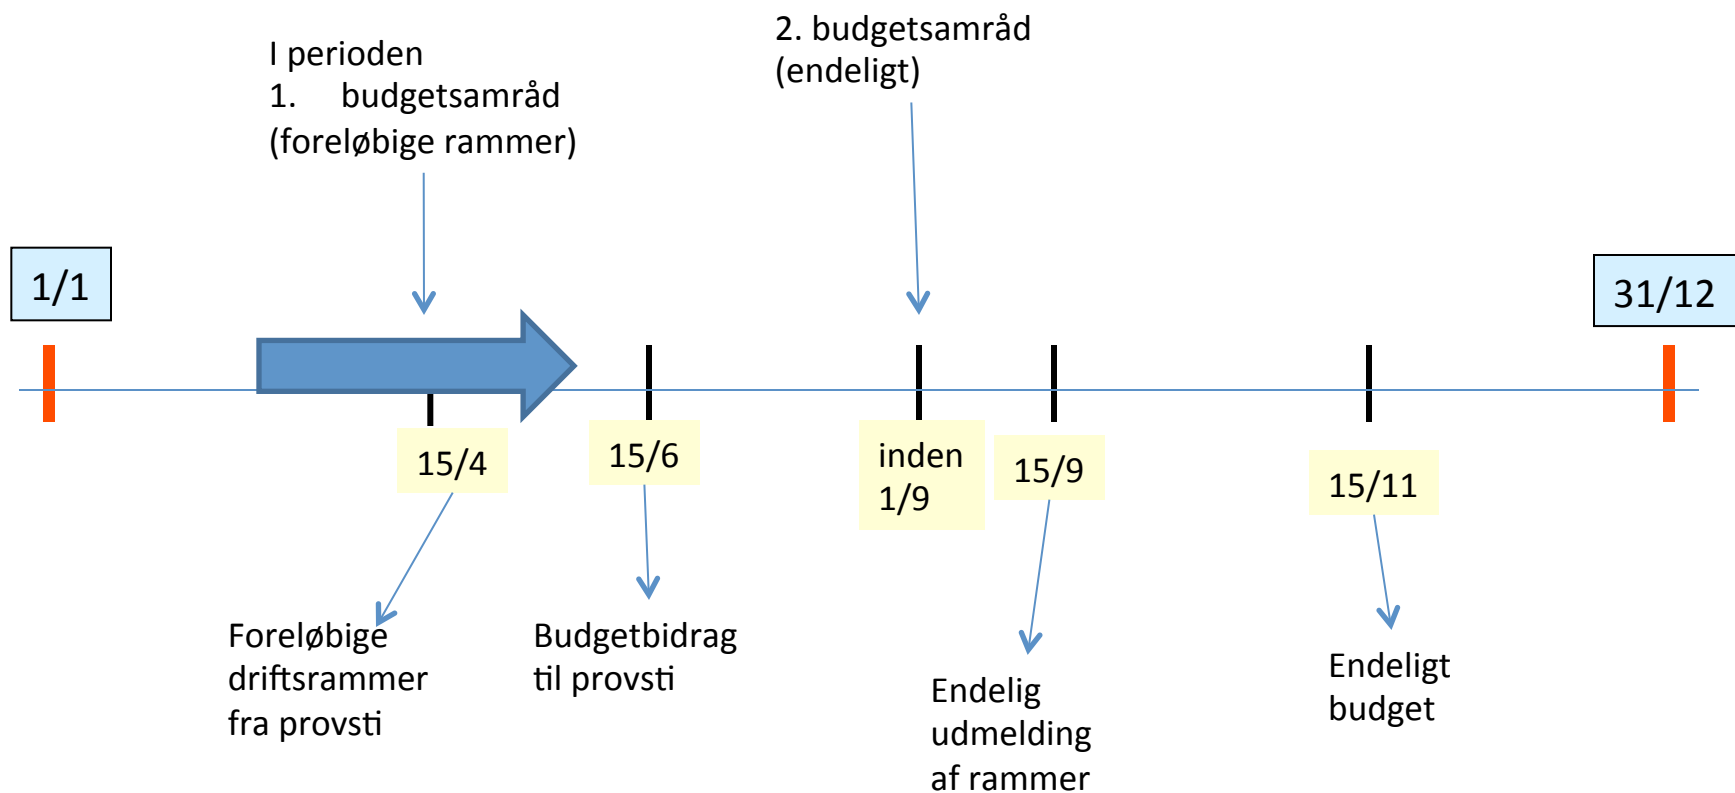 I perioden
1. budgetsamråd
(foreløbige rammer)
2. budgetsamråd
(endeligt)
1/1
31/12
15/4
15/6
inden
1/9
15/9
15/11
Foreløbige
driftsrammer
fra provsti
Budgetbidrag
til provsti
Endelig
udmelding
af rammer
Endeligt
budget